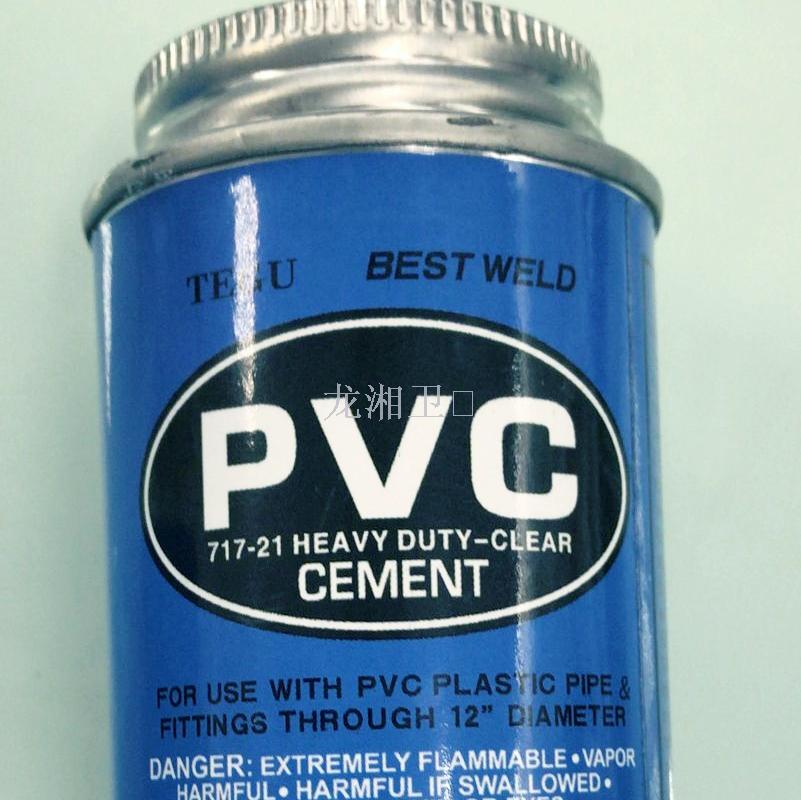 TEGU BEST WELD
龙湘卫
PVC
717-21 HEAVY DUTY-CLEAR
CEMENT
FOR USE WITH PVC PLASTIC PIPE &
FITTINGS THROUGH 12" DIAMETER
DANGER: EXTREMELY FLAMMABLE • VAPOR
HARMFUL • HARMFUL IF SWALLOWED •